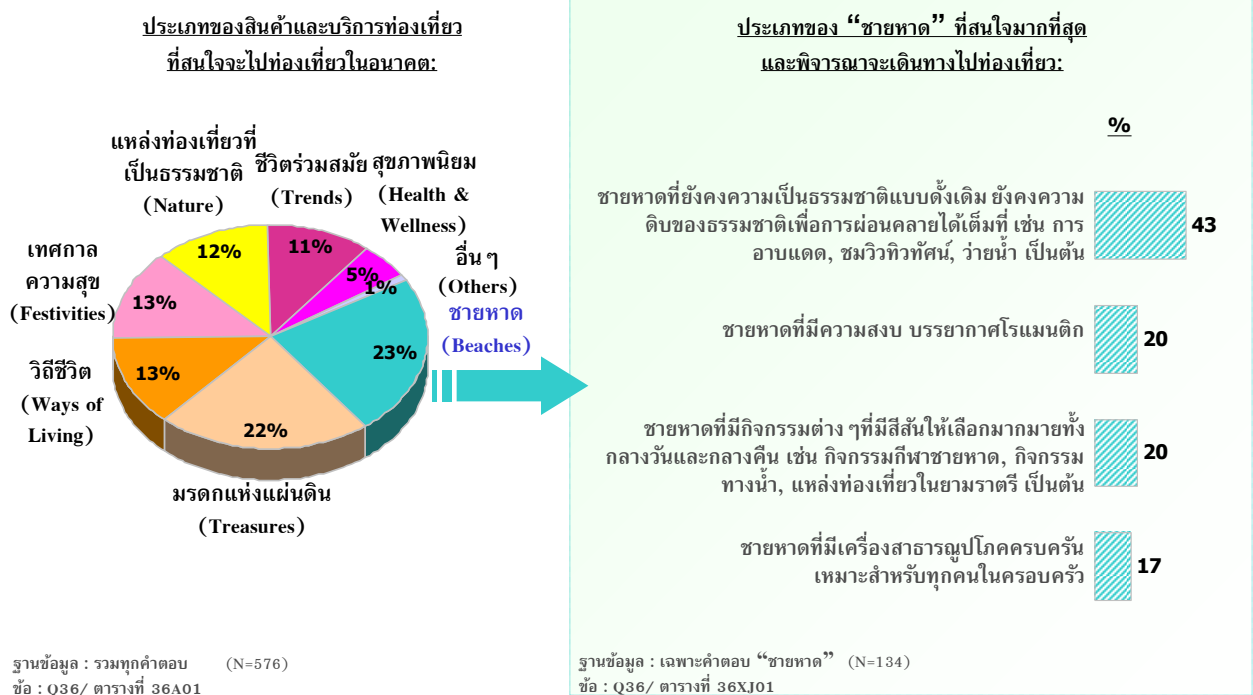 ประเภทของสินค้าและบริการท่องเที่ยว
ที่สนใจจะไปท่องเที่ยวในอนาคต:
แหล่งท่องเที่ยวที่
เป็นธรรมชาติ
(Nature)
ชีวิตร่วมสมัย
(Trends)
สุขภาพนิยม
(Health &
Wellness)
เทศกาล
ความสุข
(Festivities)
อื่น ๆ
(Others)
ชายหาด
(Beaches)
วิถีชีวิต
(Ways of
Living)
มรดกแห่งแผ่นดิน
(Treasures)
12%
11%
5%
1%
13%
23%
13%
22%
ฐานข้อมูล : รวมทุกคำตอบ (N=576)
ข้อ : Q36/ ตารางที่ 36A01
ประเภทของ “ชายหาด” ที่สนใจมากที่สุด
และพิจารณาจะเดินทางไปท่องเที่ยว:
%
ชายหาดที่ยังคงความเป็นธรรมชาติแบบดั้งเดิม ยังคงความ
ดิบของธรรมชาติเพื่อการผ่อนคลายได้เต็มที่ เช่น การ
อาบแดด, ชมวิวทิวทัศน์, ว่ายน้ำ เป็นต้น
43
ชายหาดที่มีความสงบ บรรยากาศโรแมนติก
20
ชายหาดที่มีกิจกรรมต่าง ๆที่มีสีสันให้เลือกมากมายทั้ง
กลางวันและกลางคืน เช่น กิจกรรมกีฬาชายหาด, กิจกรรม
ทางน้ำ, แหล่งท่องเที่ยวในยามราตรี เป็นต้น
20
ชายหาดที่มีเครื่องสาธารณูปโภคครบครัน
เหมาะสำหรับทุกคนในครอบครัว
17
ฐานข้อมูล : เฉพาะคำตอบ “ชายหาด” (N=134)
ข้อ : Q36/ ตารางที่ 36XJ01